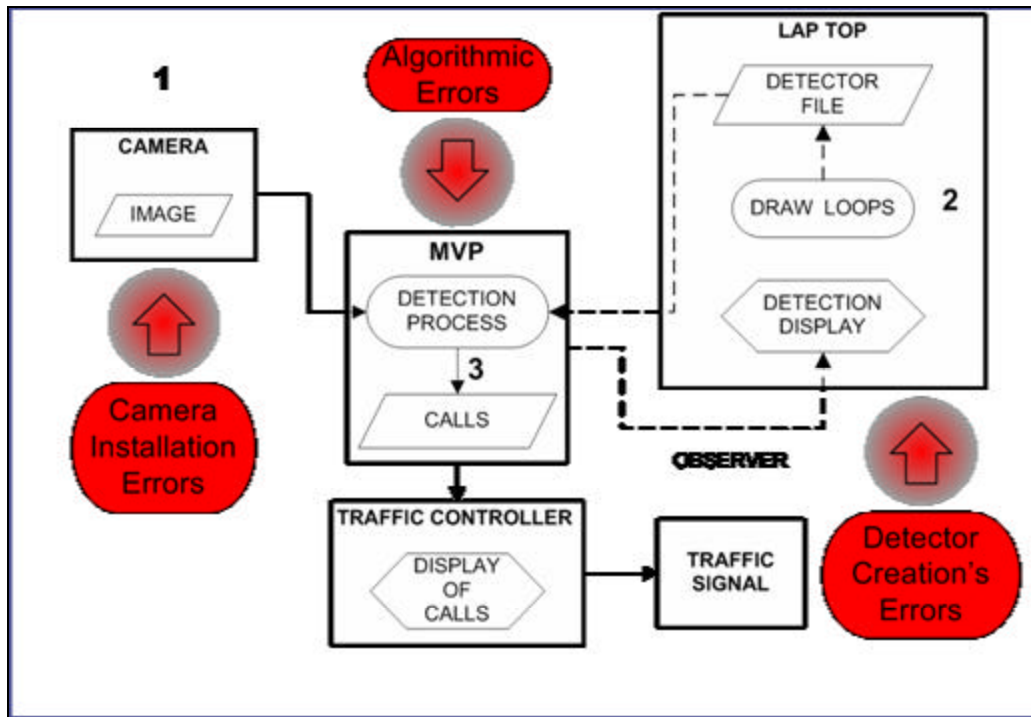 1
CAMERA
IMAGE
Camera
Installation
Errors
Algorithmic
Errors
MVP
DETECTION
PROCESS
3
CALLS
LAP TOP
DETECTOR
FILE
DRAW LOOPS
2
DETECTION
DISPLAY
OBSERVER
TRAFFIC CONTROLLER
DISPLAY
OF
CALLS
TRAFFIC
SIGNAL
Detector
Creation's
Errors